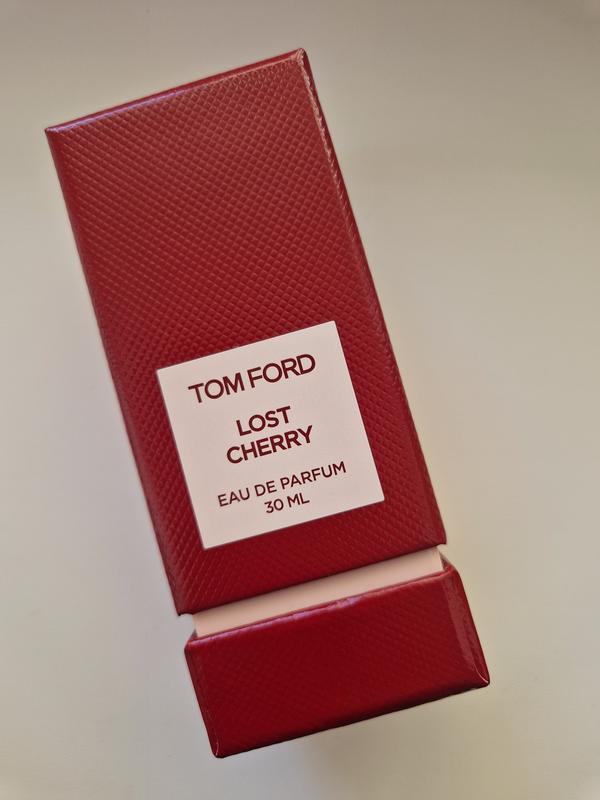 TOM FORD
LOST
CHERRY
EAU DE PARFUM
30 ML